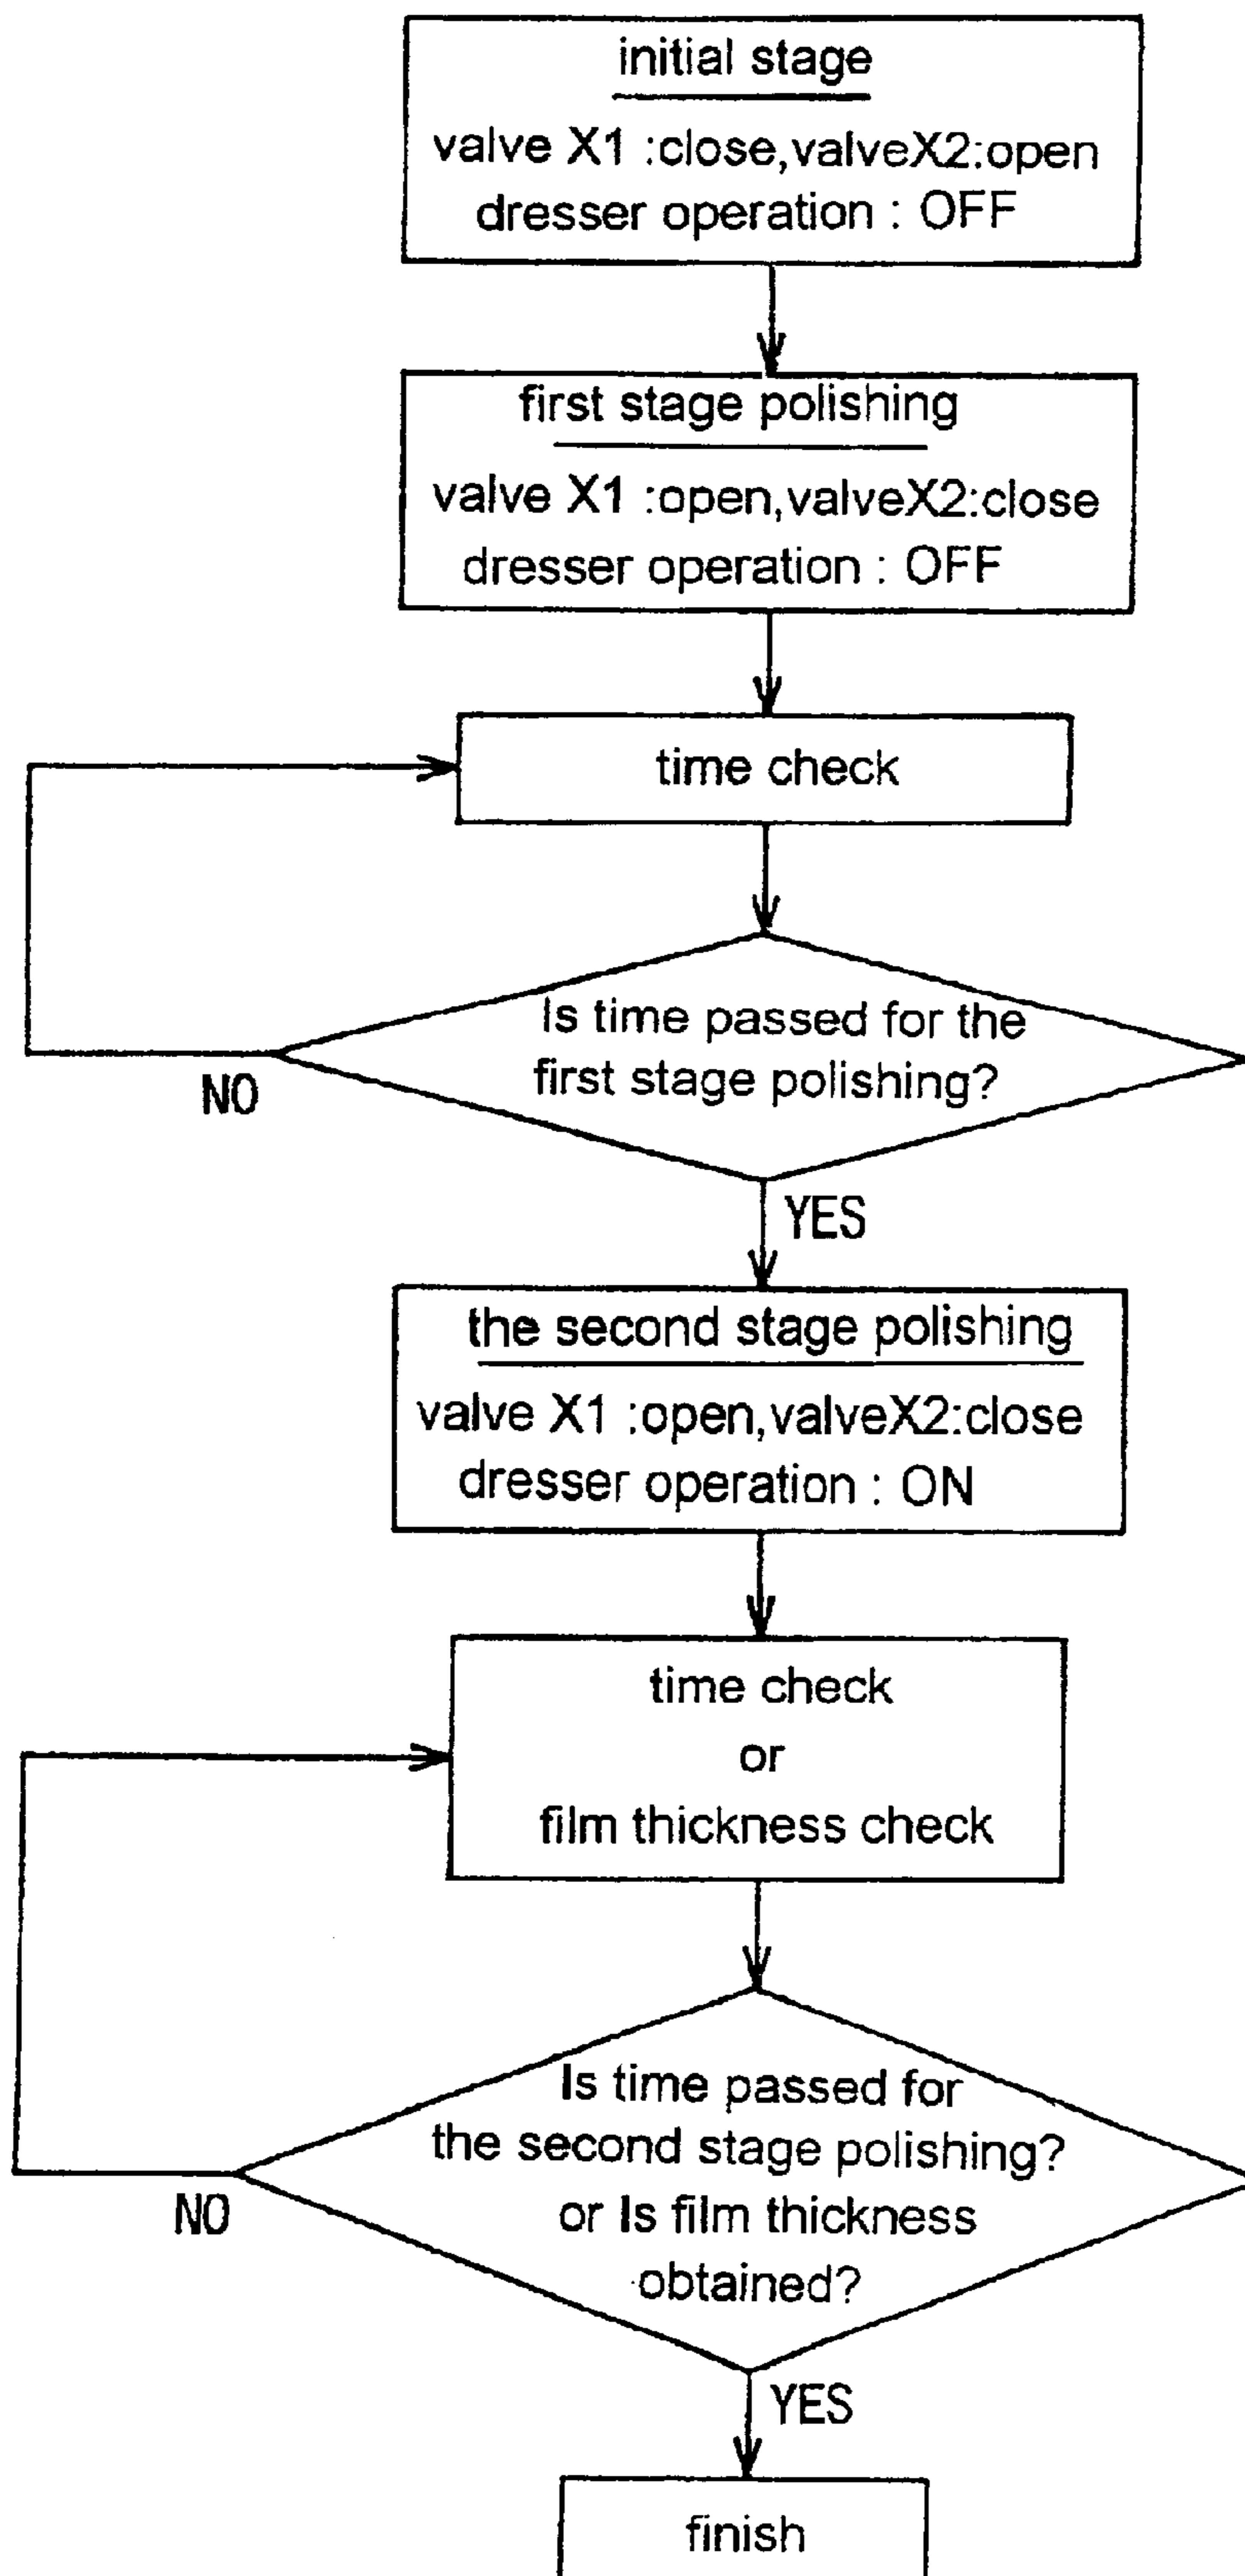 initial stage
valve X1 :close,valveX2:open
dresser operation : OFF
first stage polishing
valve X1 :open,valveX2:close
dresser operation : OFF
time check
Is time passed for the
first stage polishing?
NO
YES
the second stage polishing
valve X1 :open,valveX2:close
dresser operation : ON
time check
or
film thickness check
Is time passed for
the second stage polishing?
or Is film thickness
obtained?
NO
YES
finish